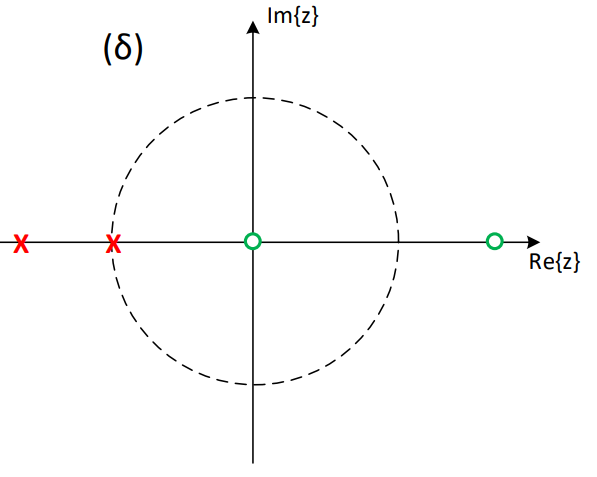 Im{z}
(δ)
X X
Re{z}